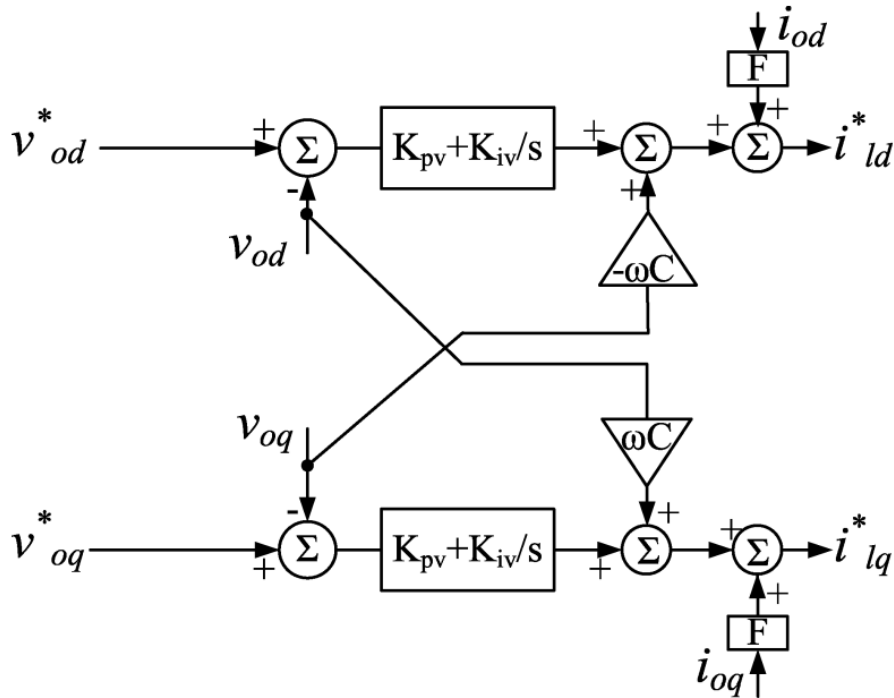 i_od
F
+
v*_od + Σ K_pv+K_iv/s + Σ + Σ i*_ld
- +
v_od
-ωC
v_oq
ωC
- + +
v*_oq + Σ K_pv+K_iv/s + Σ Σ i*_lq
+
F
i_oq